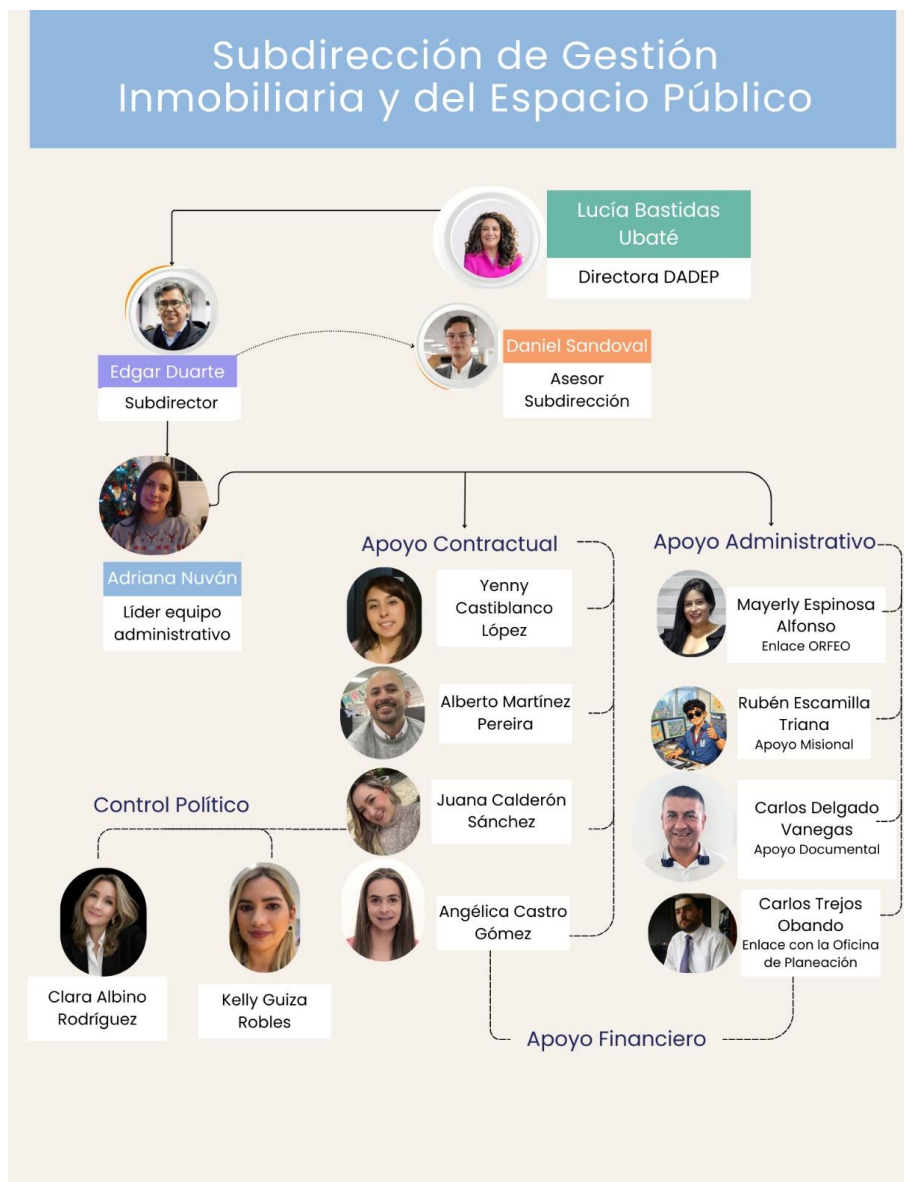 Subdirección de Gestión
Inmobiliaria y del Espacio Público
Lucía Bastidas
Ubaté
Directora DADEP
Edgar Duarte
Subdirector
Daniel Sandoval
Asesor
Subdirección
Adriana Nuván
Líder equipo
administrativo
Apoyo Contractual
Yenny
Castiblanco
López
Alberto Martínez
Pereira
Juana Calderón
Sánchez
Angélica Castro
Gómez
Apoyo Administrativo
Mayerly Espinosa
Alfonso
Enlace ORFEO
Rubén Escamilla
Triana
Apoyo Misional
Carlos Delgado
Vanegas
Apoyo Documental
Carlos Trejos
Obando
Enlace con la Oficina
de Planeación
Control Político
Clara Albino
Rodríguez
Kelly Guiza
Robles
Apoyo Financiero